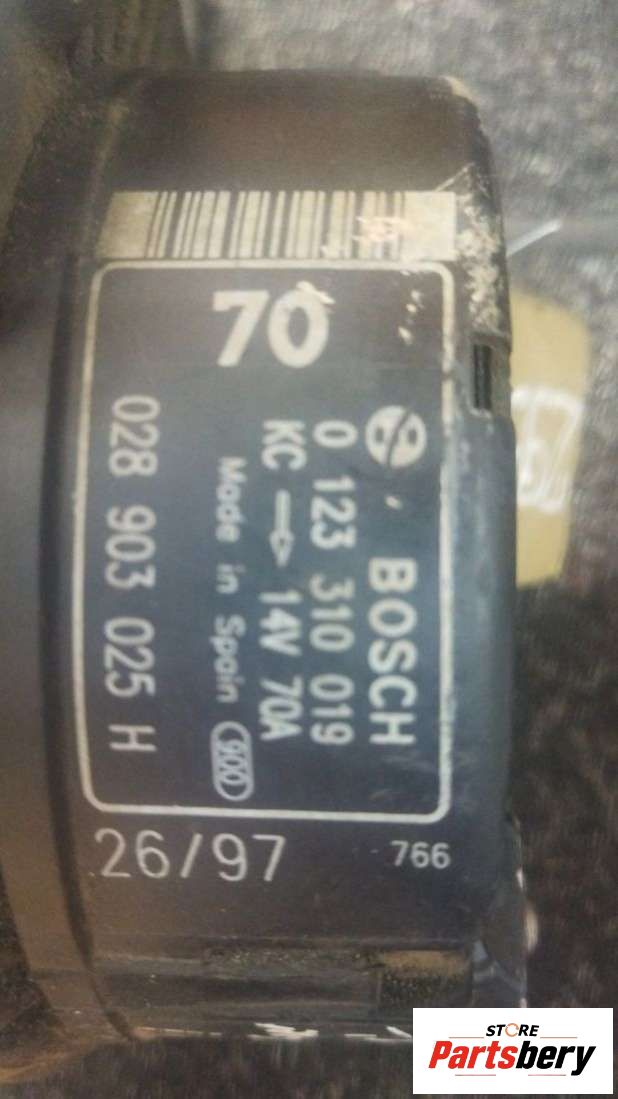 70
BOSCH
0 123 310 019
KC → 14V 70A
Made in Spain
028 903 025 H
26/97
766
STORE
Partsbery